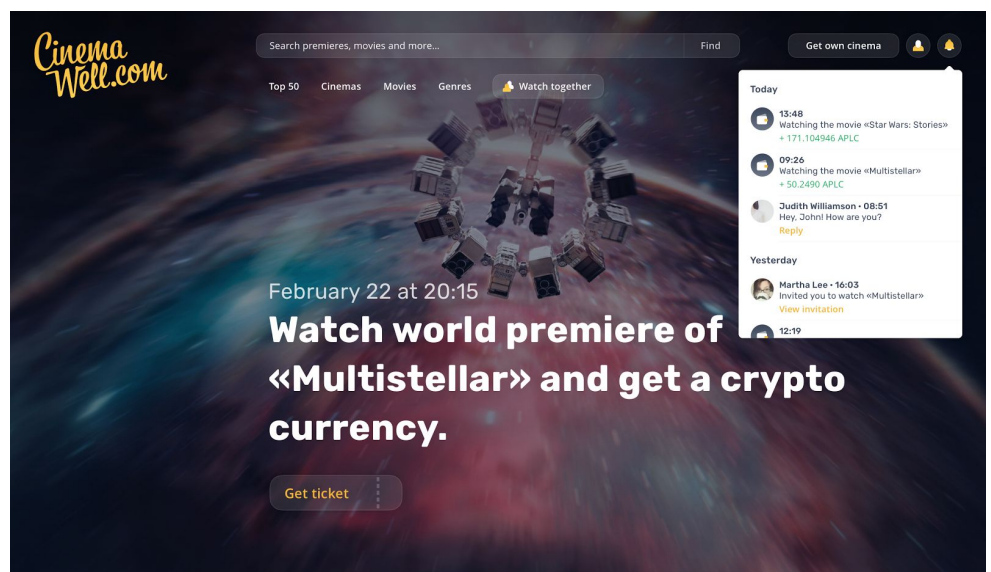 Cinema
Well.com
Search premieres, movies and more...
Find
Get own cinema
Top 50
Cinemas
Movies
Genres
Watch together
Today
13:48
Watching the movie «Star Wars: Stories»
+ 171.104946 APLC
09:26
Watching the movie «Multistellar»
+ 50.2490 APLC
Judith Williamson • 08:51
Hey, John! How are you?
Reply
Yesterday
Martha Lee • 16:03
Invited you to watch «Multistellar»
View invitation
12:19
February 22 at 20:15
Watch world premiere of
«Multistellar» and get a crypto
currency.
Get ticket